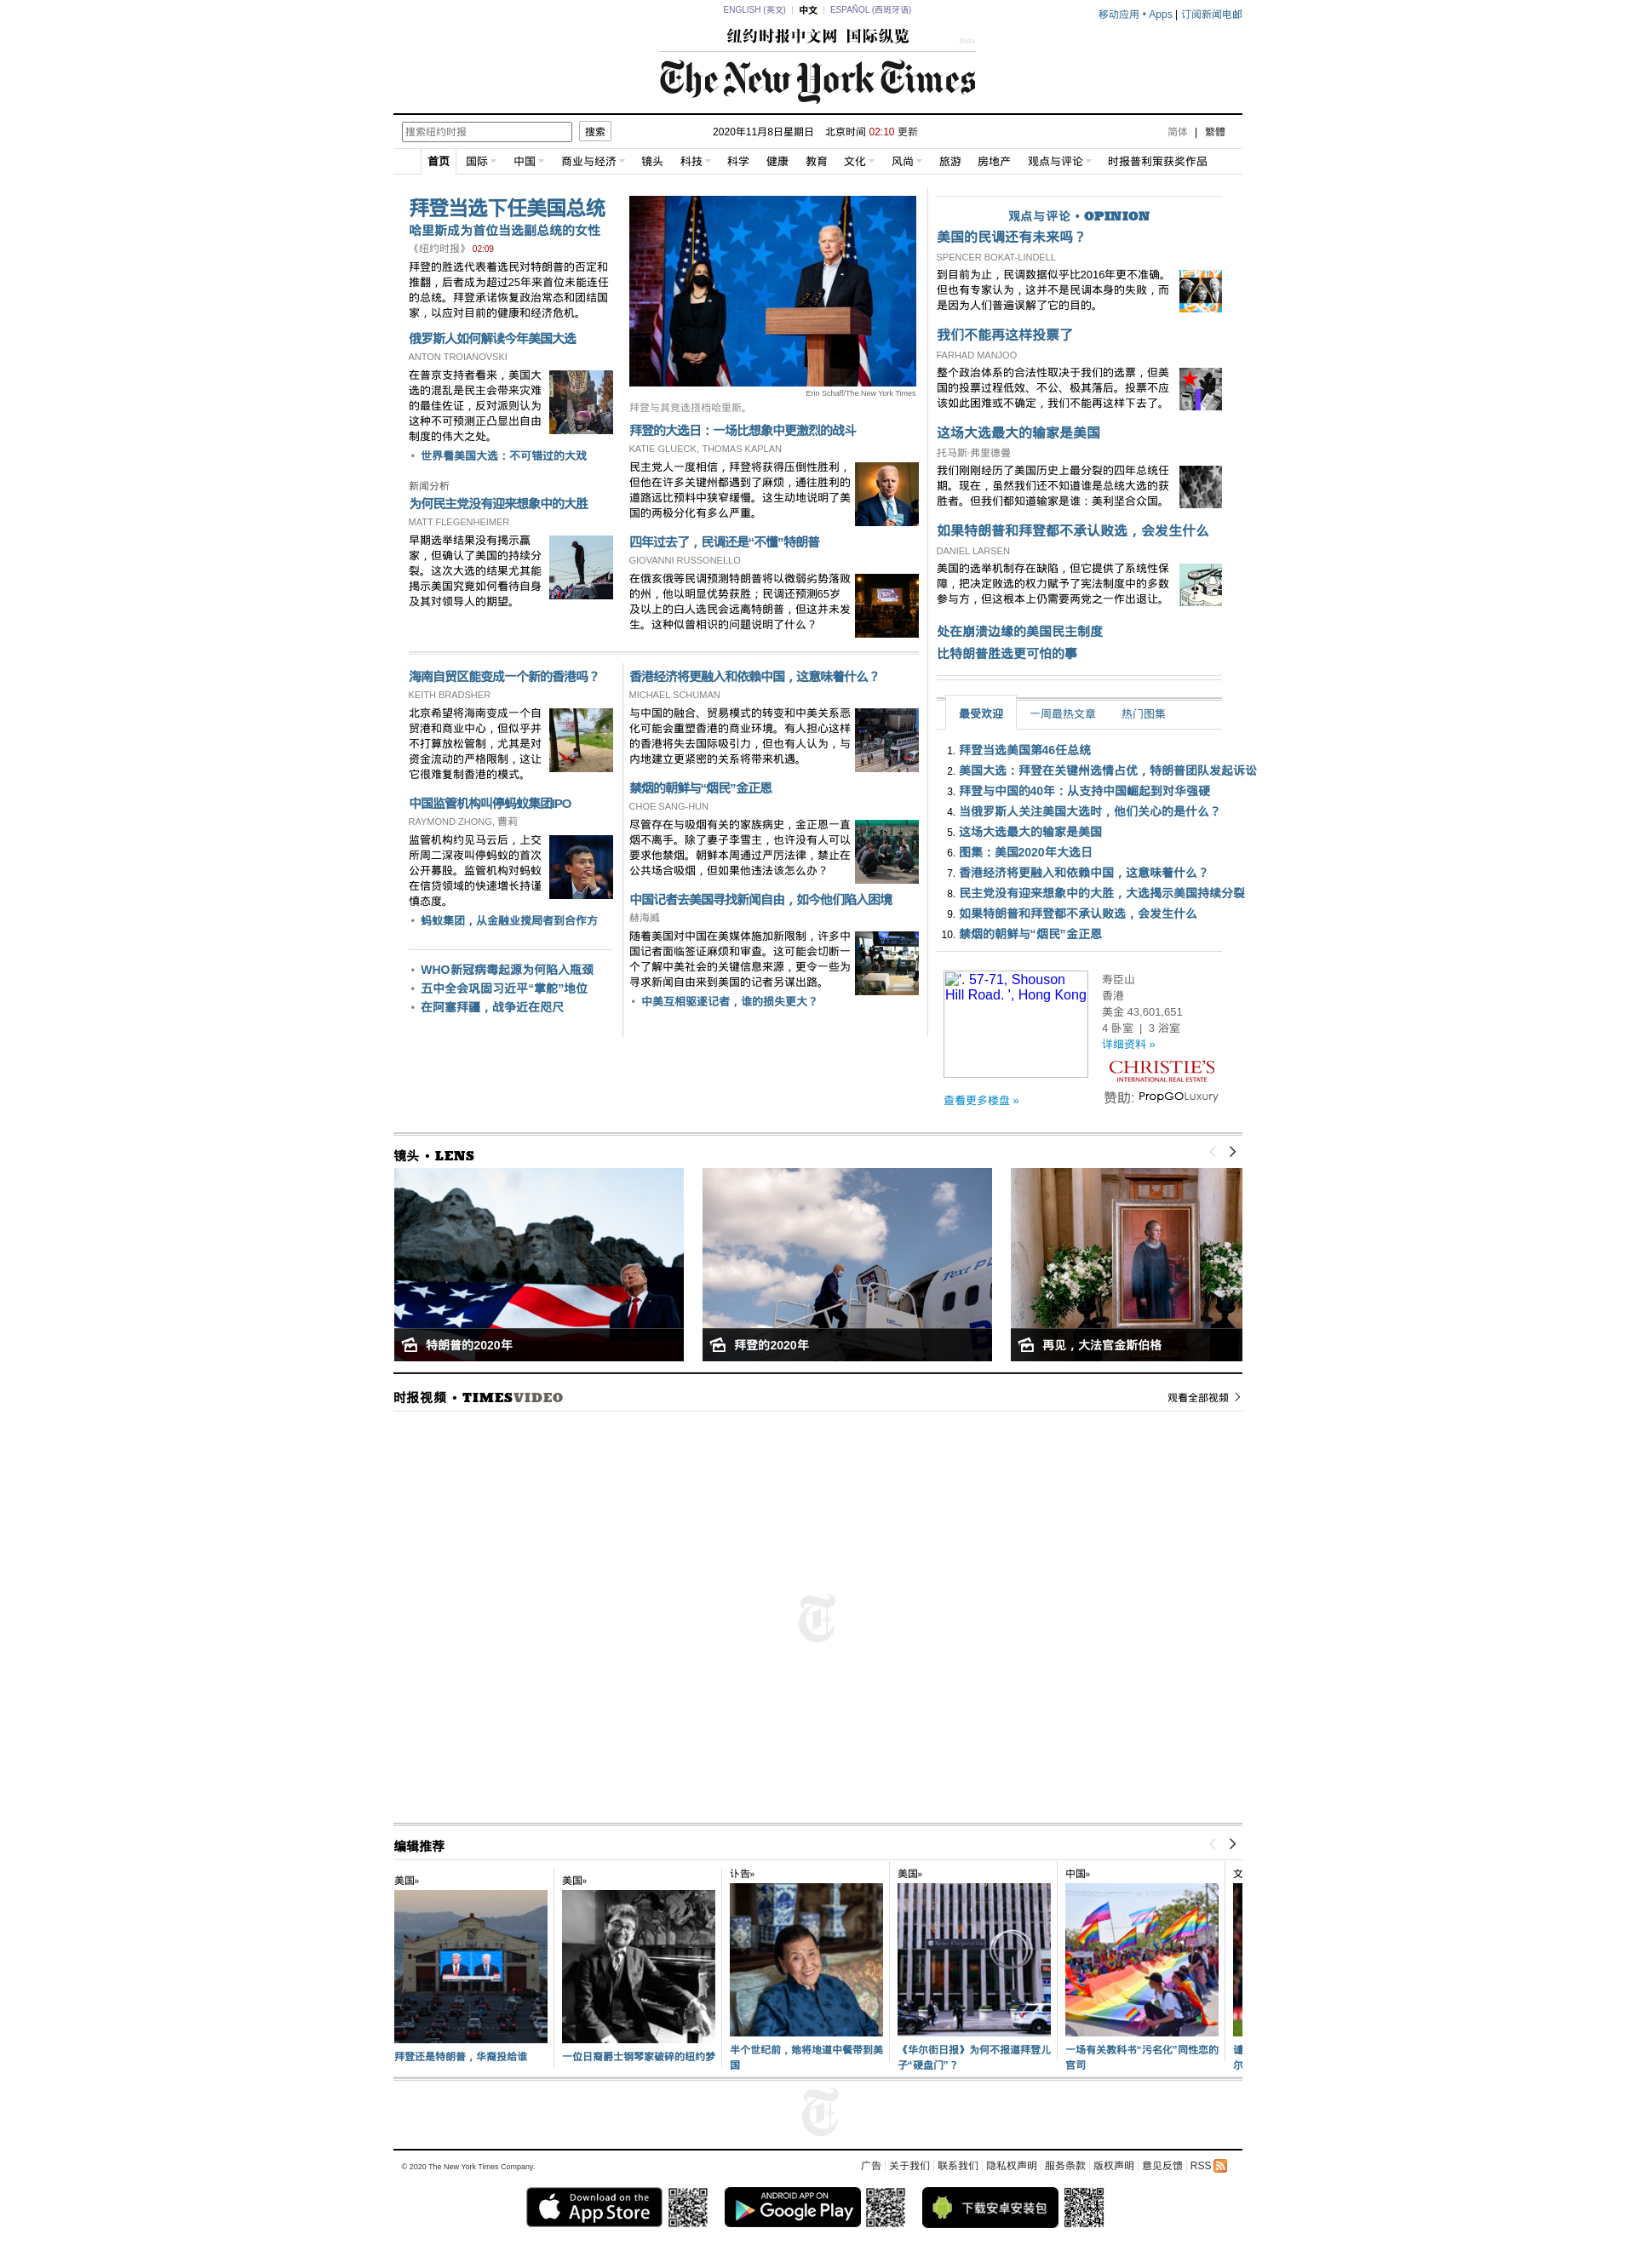 ENGLISH (英文) | 中文 | ESPAÑOL (西班牙语)
移动应用 • Apps | 订阅新闻电邮
纽约时报中文网 国际纵览
Beta
The New York Times
搜索纽约时报
搜索
2020年11月8日星期日 北京时间 02:10 更新
简体 | 繁體
首页 国际 中国 商业与经济 镜头 科技 科学 健康 教育 文化 风尚 旅游 房地产 观点与评论 时报普利策获奖作品
拜登当选下任美国总统
哈里斯成为首位当选副总统的女性
《纽约时报》 02:09
拜登的胜选代表着选民对特朗普的否定和
推翻，后者成为超过25年来首位未能连任
的总统。拜登承诺恢复政治常态和团结国
家，以应对目前的健康和经济危机。
俄罗斯人如何解读今年美国大选
ANTON TROIANOVSKI
在普京支持者看来，美国大
选的混乱是民主会带来灾难
的最佳佐证，反对派则认为
这种不可预测正凸显出自由
制度的伟大之处。
• 世界看美国大选：不可错过的大戏
新闻分析
为何民主党没有迎来想象中的大胜
MATT FLEGENHEIMER
早期选举结果没有揭示赢
家，但确认了美国的持续分
裂。这次大选的结果尤其能
揭示美国究竟如何看待自身
及其对领导人的期望。
Erin Schaff/The New York Times
拜登与其竞选搭档哈里斯。
拜登的大选日：一场比想象中更激烈的战斗
KATIE GLUECK, THOMAS KAPLAN
民主党人一度相信，拜登将获得压倒性胜利，
但他在许多关键州都遇到了麻烦，通往胜利的
道路远比预料中狭窄缓慢。这生动地说明了美
国的两极分化有多么严重。
四年过去了，民调还是“不懂”特朗普
GIOVANNI RUSSONELLO
在俄亥俄等民调预测特朗普将以微弱劣势落败
的州，他以明显优势获胜；民调还预测65岁
及以上的白人选民会远离特朗普，但这并未发
生。这种似曾相识的问题说明了什么？
观点与评论 • OPINION
美国的民调还有未来吗？
SPENCER BOKAT-LINDELL
到目前为止，民调数据似乎比2016年更不准确。
但也有专家认为，这并不是民调本身的失败，而
是因为人们普遍误解了它的目的。
我们不能再这样投票了
FARHAD MANJOO
整个政治体系的合法性取决于我们的选票，但美
国的投票过程低效、不公、极其落后。投票不应
该如此困难或不确定，我们不能再这样下去了。
这场大选最大的输家是美国
托马斯·弗里德曼
我们刚刚经历了美国历史上最分裂的四年总统任
期。现在，虽然我们还不知道谁是总统大选的获
胜者。但我们都知道输家是谁：美利坚合众国。
如果特朗普和拜登都不承认败选，会发生什么
DANIEL LARSEN
美国的选举机制存在缺陷，但它提供了系统性保
障，把决定败选的权力赋予了宪法制度中的多数
参与方，但这根本上仍需要两党之一作出退让。
处在崩溃边缘的美国民主制度
比特朗普胜选更可怕的事
海南自贸区能变成一个新的香港吗？
KEITH BRADSHER
北京希望将海南变成一个自
贸港和商业中心，但似乎并
不打算放松管制，尤其是对
资金流动的严格限制，这让
它很难复制香港的模式。
中国监管机构叫停蚂蚁集团IPO
RAYMOND ZHONG, 曹莉
监管机构约见马云后，上交
所周二深夜叫停蚂蚁的首次
公开募股。监管机构对蚂蚁
在信贷领域的快速增长持谨
慎态度。
• 蚂蚁集团，从金融业搅局者到合作方
• WHO新冠病毒起源为何陷入瓶颈
• 五中全会巩固习近平“掌舵”地位
• 在阿塞拜疆，战争近在咫尺
香港经济将更融入和依赖中国，这意味着什么？
MICHAEL SCHUMAN
与中国的融合、贸易模式的转变和中美关系恶
化可能会重塑香港的商业环境。有人担心这样
的香港将失去国际吸引力，但也有人认为，与
内地建立更紧密的关系将带来机遇。
禁烟的朝鲜与“烟民”金正恩
CHOE SANG-HUN
尽管存在与吸烟有关的家族病史，金正恩一直
烟不离手。除了妻子李雪主，也许没有人可以
要求他禁烟。朝鲜本周通过严厉法律，禁止在
公共场合吸烟，但如果他违法该怎么办？
中国记者去美国寻找新闻自由，如今他们陷入困境
赫海威
随着美国对中国在美媒体施加新限制，许多中
国记者面临签证麻烦和审查。这可能会切断一
个了解中美社会的关键信息来源，更令一些为
寻求新闻自由来到美国的记者另谋出路。
• 中美互相驱逐记者，谁的损失更大？
最受欢迎 一周最热文章 热门图集
1. 拜登当选美国第46任总统
2. 美国大选：拜登在关键州选情占优，特朗普团队发起诉讼
3. 拜登与中国的40年：从支持中国崛起到对华强硬
4. 当俄罗斯人关注美国大选时，他们关心的是什么？
5. 这场大选最大的输家是美国
6. 图集：美国2020年大选日
7. 香港经济将更融入和依赖中国，这意味着什么？
8. 民主党没有迎来想象中的大胜，大选揭示美国持续分裂
9. 如果特朗普和拜登都不承认败选，会发生什么
10. 禁烟的朝鲜与“烟民”金正恩
'. 57-71, Shouson
Hill Road. ', Hong Kong
寿臣山
香港
美金 43,601,651
4 卧室 | 3 浴室
详细资料 »
CHRISTIE'S
INTERNATIONAL REAL ESTATE
查看更多楼盘 »
赞助: PropGOLuxury
镜头 • LENS
Text PL
特朗普的2020年
拜登的2020年
再见，大法官金斯伯格
时报视频 • TIMESVIDEO
观看全部视频
T
编辑推荐
美国»
拜登还是特朗普，华裔投给谁
美国»
一位日裔爵士钢琴家破碎的纽约梦
讣告»
半个世纪前，她将地道中餐带到美
国
美国»
《华尔街日报》为何不报道拜登儿
子“硬盘门”？
中国»
一场有关教科书“污名化”同性恋的
官司
文
尔
T
© 2020 The New York Times Company.
广告 关于我们 联系我们 隐私权声明 服务条款 版权声明 意见反馈 RSS
Download on the
App Store
ANDROID APP ON
Google Play
下载安卓安装包